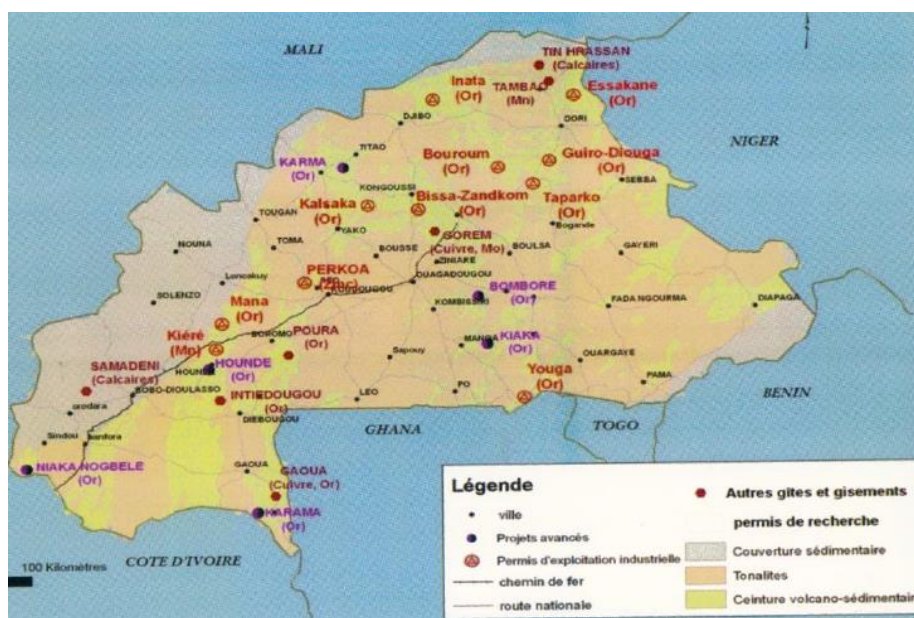 MALI
TIN HRASSAN
(Calcaires)
Inata
(Or)
TAMBAO
(Mn)
Essakane
(Or)
DJIBO
DORI
NIGER
TITAO
KARMA
(Or)
Bouroum
(Or)
Guiro-Diouga
(Or)
SEBBA
KONGOUSSI
Kalsaka
(Or)
Bissa-Zandkom
(Or)
Taparko
(Or)
TOUGAN
YAKO
GOREM
(Cuivre, Mo)
Bogande
NOUNA
TOMA
BOUSSE
ZINIAKE
BOULSA
GAYERI
OUAGADOUGOU
PERKOA
(Zinc)
KOUDOUGOU
SOLENZO
BOMBORE
(Or)
KOMBISSIRI
FADA NGOURMA
DIAPAGA
Mana
(Or)
Kiéré
(Mn)
BOROMO
POURA
(Or)
MANGA
KIAKA
(Or)
Sapouy
OUARGAYE
SAMADENI
(Calcaires)
HOUNDE
HOUNDE
(Or)
PAMA
BOBO-DIOULASSO
INTIEDOUGOU
(Or)
LEO
PO
Youga
(Or)
BENIN
orodara
DIEBOUGOU
GHANA
TOGO
Sindou
banfora
NIAKA NOGBELE
(Or)
GAOUA
GAOUA
(Cuivre, Or)
KARAMA
(Or)
COTE D'IVOIRE
100 Kilomètres
Légende
ville
Projets avancés
Permis d'exploitation industrielle
chemin de fer
route nationale
Autres gîtes et gisements
permis de recherche
Couverture sédimentaire
Tonalites
Ceinture volcano-sédimentair